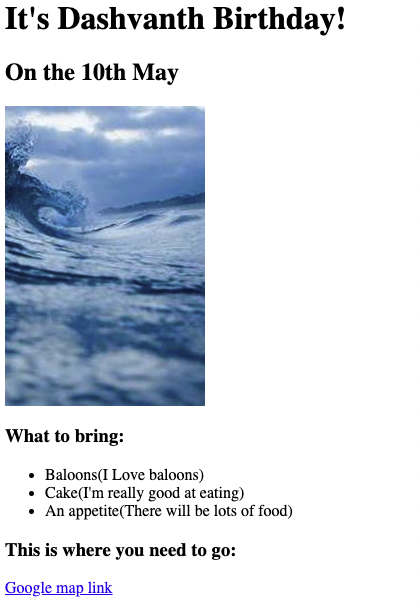 It's Dashvanth Birthday!
On the 10th May
What to bring:
Baloons(I Love baloons)
Cake(I'm really good at eating)
An appetite(There will be lots of food)
This is where you need to go:
Google map link